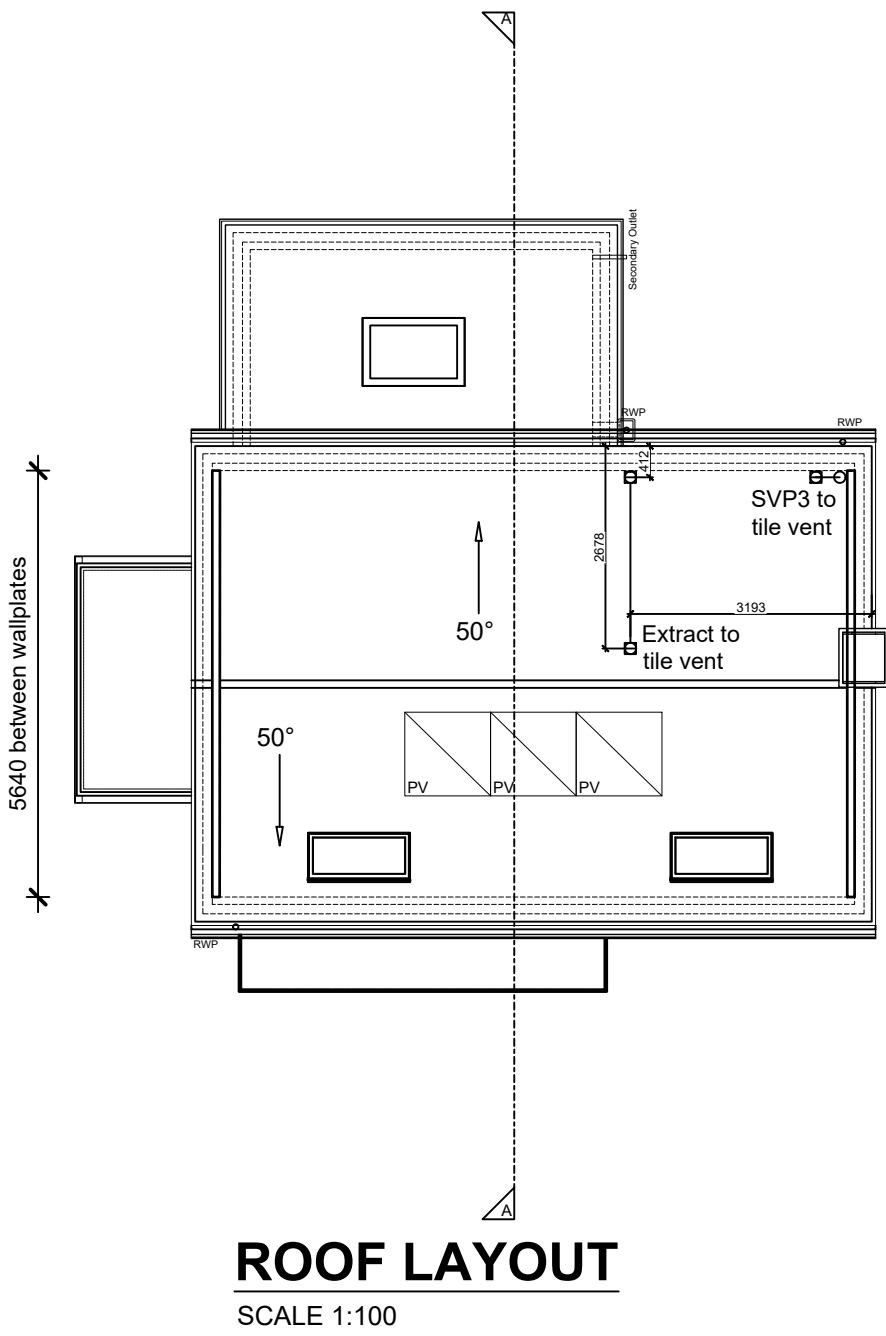 A
Secondary Outlet
RWP
RWP
412
SVP3 to
tile vent
2678
5640 between wallplates
3193
50°
Extract to
tile vent
50°
PV
PV
PV
RWP
A
ROOF LAYOUT
SCALE 1:100